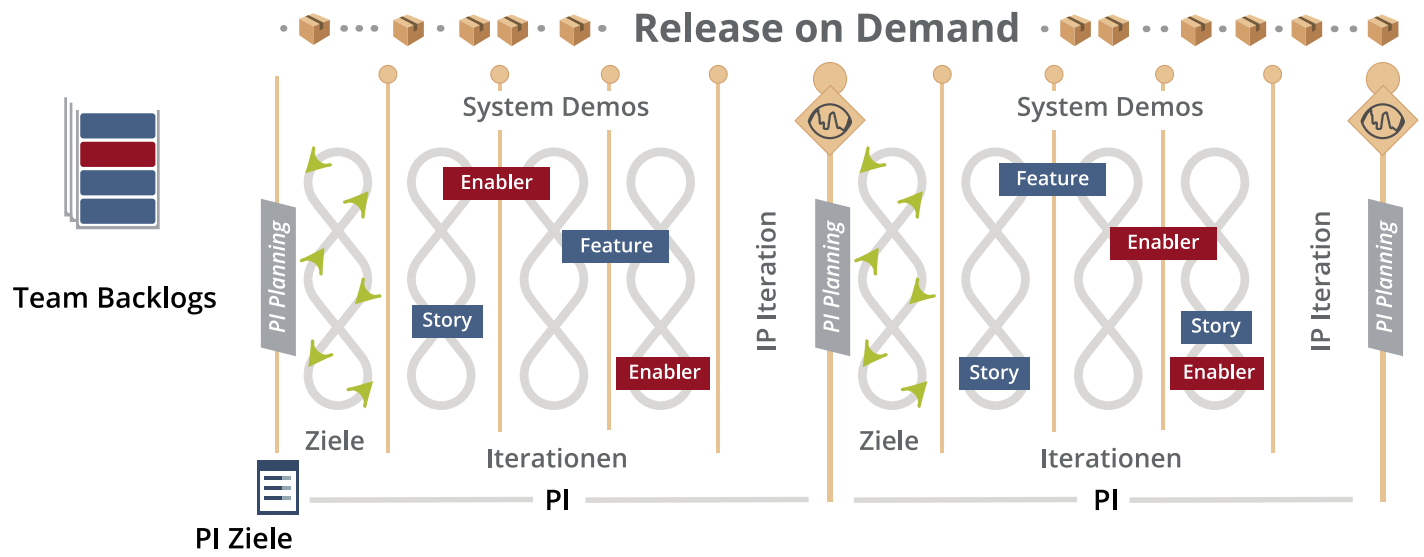 Release on Demand
System Demos
System Demos
Team Backlogs
PI Planning
Enabler
Feature
Story
Enabler
IP Iteration
PI Planning
Feature
Enabler
Story
Story
Enabler
IP Iteration
PI Planning
Ziele
Iterationen
Ziele
Iterationen
PI
PI
PI Ziele